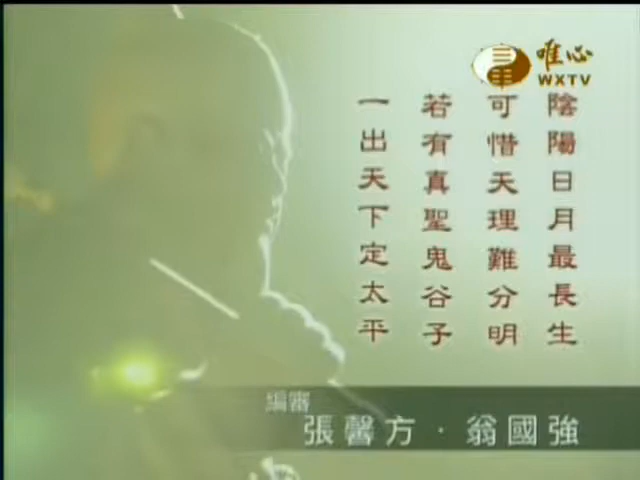 唯心
WXTV
陰陽日月最長生
可惜天理難分明
若有真聖鬼谷子
一出天下定太平
編審
張馨方．翁國強